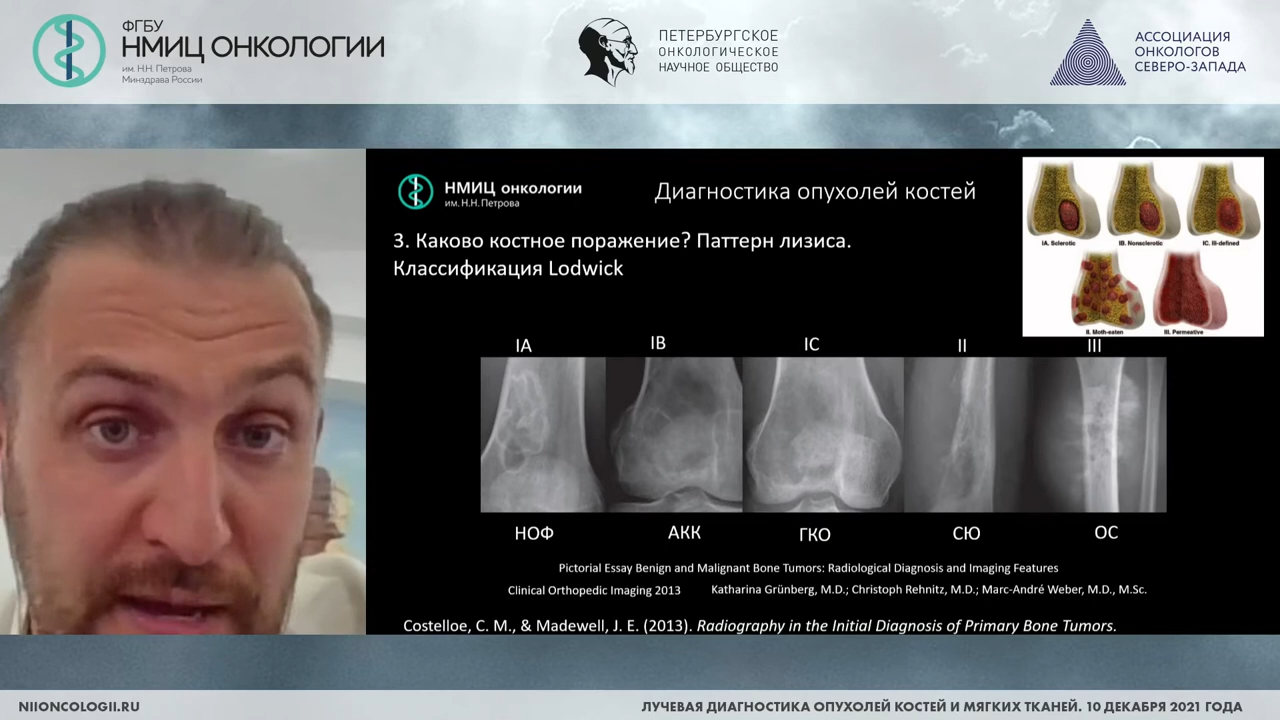 ФГБУ
НМИЦ ОНКОЛОГИИ
им. Н.Н. Петрова
Минздрава России
ПЕТЕРБУРГСКОЕ
ОНКОЛОГИЧЕСКОЕ
НАУЧНОЕ ОБЩЕСТВО
АССОЦИАЦИЯ
ОНКОЛОГОВ
СЕВЕРО-ЗАПАДА
НМИЦ онкологии
им. Н.Н. Петрова
Диагностика опухолей костей
3. Каково костное поражение? Паттерн лизиса.
Классификация Lodwick
IA. Sclerotic
IB. Nonsclerotic
IC. Ill-defined
II. Moth-eaten
III. Permeative
IA
IB
IC
II
III
НОФ
АКК
ГКО
СЮ
ОС
Pictorial Essay Benign and Malignant Bone Tumors: Radiological Diagnosis and Imaging Features
Clinical Orthopedic Imaging 2013 Katharina Grünberg, M.D.; Christoph Rehnitz, M.D.; Marc-André Weber, M.D., M.Sc.
Costelloe, C. M., & Madewell, J. E. (2013). Radiography in the Initial Diagnosis of Primary Bone Tumors.
NIIONCOLOGII.RU
ЛУЧЕВАЯ ДИАГНОСТИКА ОПУХОЛЕЙ КОСТЕЙ И МЯГКИХ ТКАНЕЙ. 10 ДЕКАБРЯ 2021 ГОДА